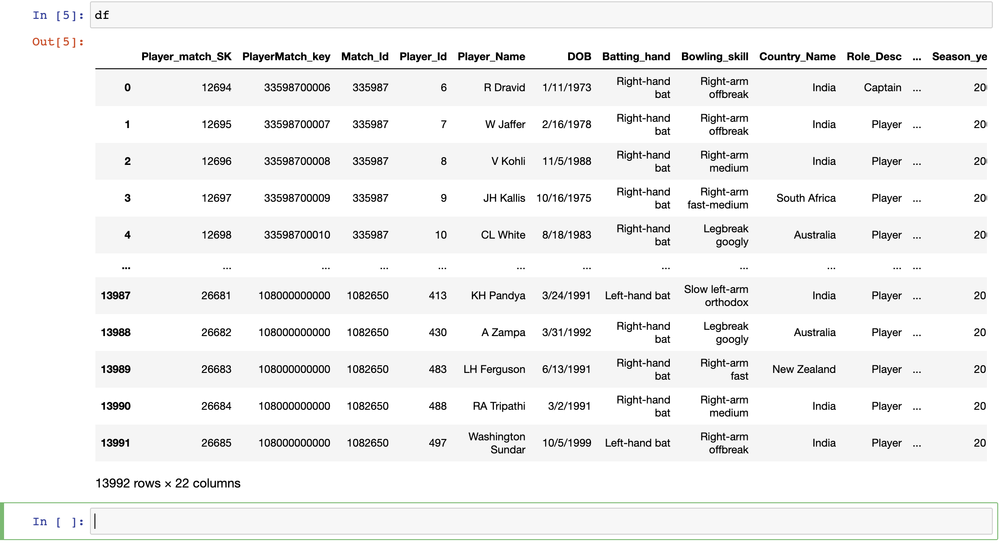 In [5]: df
Out[5]:
Player_match_SK PlayerMatch_key Match_Id Player_Id Player_Name DOB Batting_hand Bowling_skill Country_Name Role_Desc ... Season_ye
0 12694 33598700006 335987 6 R Dravid 1/11/1973 Right-hand bat Right-arm offbreak India Captain ... 20
1 12695 33598700007 335987 7 W Jaffer 2/16/1978 Right-hand bat Right-arm offbreak India Player ... 20
2 12696 33598700008 335987 8 V Kohli 11/5/1988 Right-hand bat Right-arm medium India Player ... 20
3 12697 33598700009 335987 9 JH Kallis 10/16/1975 Right-hand bat Right-arm fast-medium South Africa Player ... 20
4 12698 33598700010 335987 10 CL White 8/18/1983 Right-hand bat Legbreak googly Australia Player ... 20
... ... ... ... ... ... ... ... ... ... ... ...
13987 26681 108000000000 1082650 413 KH Pandya 3/24/1991 Left-hand bat Slow left-arm orthodox India Player ... 20
13988 26682 108000000000 1082650 430 A Zampa 3/31/1992 Right-hand bat Legbreak googly Australia Player ... 20
13989 26683 108000000000 1082650 483 LH Ferguson 6/13/1991 Right-hand bat Right-arm fast New Zealand Player ... 20
13990 26684 108000000000 1082650 488 RA Tripathi 3/2/1991 Right-hand bat Right-arm medium India Player ... 20
13991 26685 108000000000 1082650 497 Washington Sundar 10/5/1999 Left-hand bat Right-arm offbreak India Player ... 20
13992 rows × 22 columns
In [ ]: